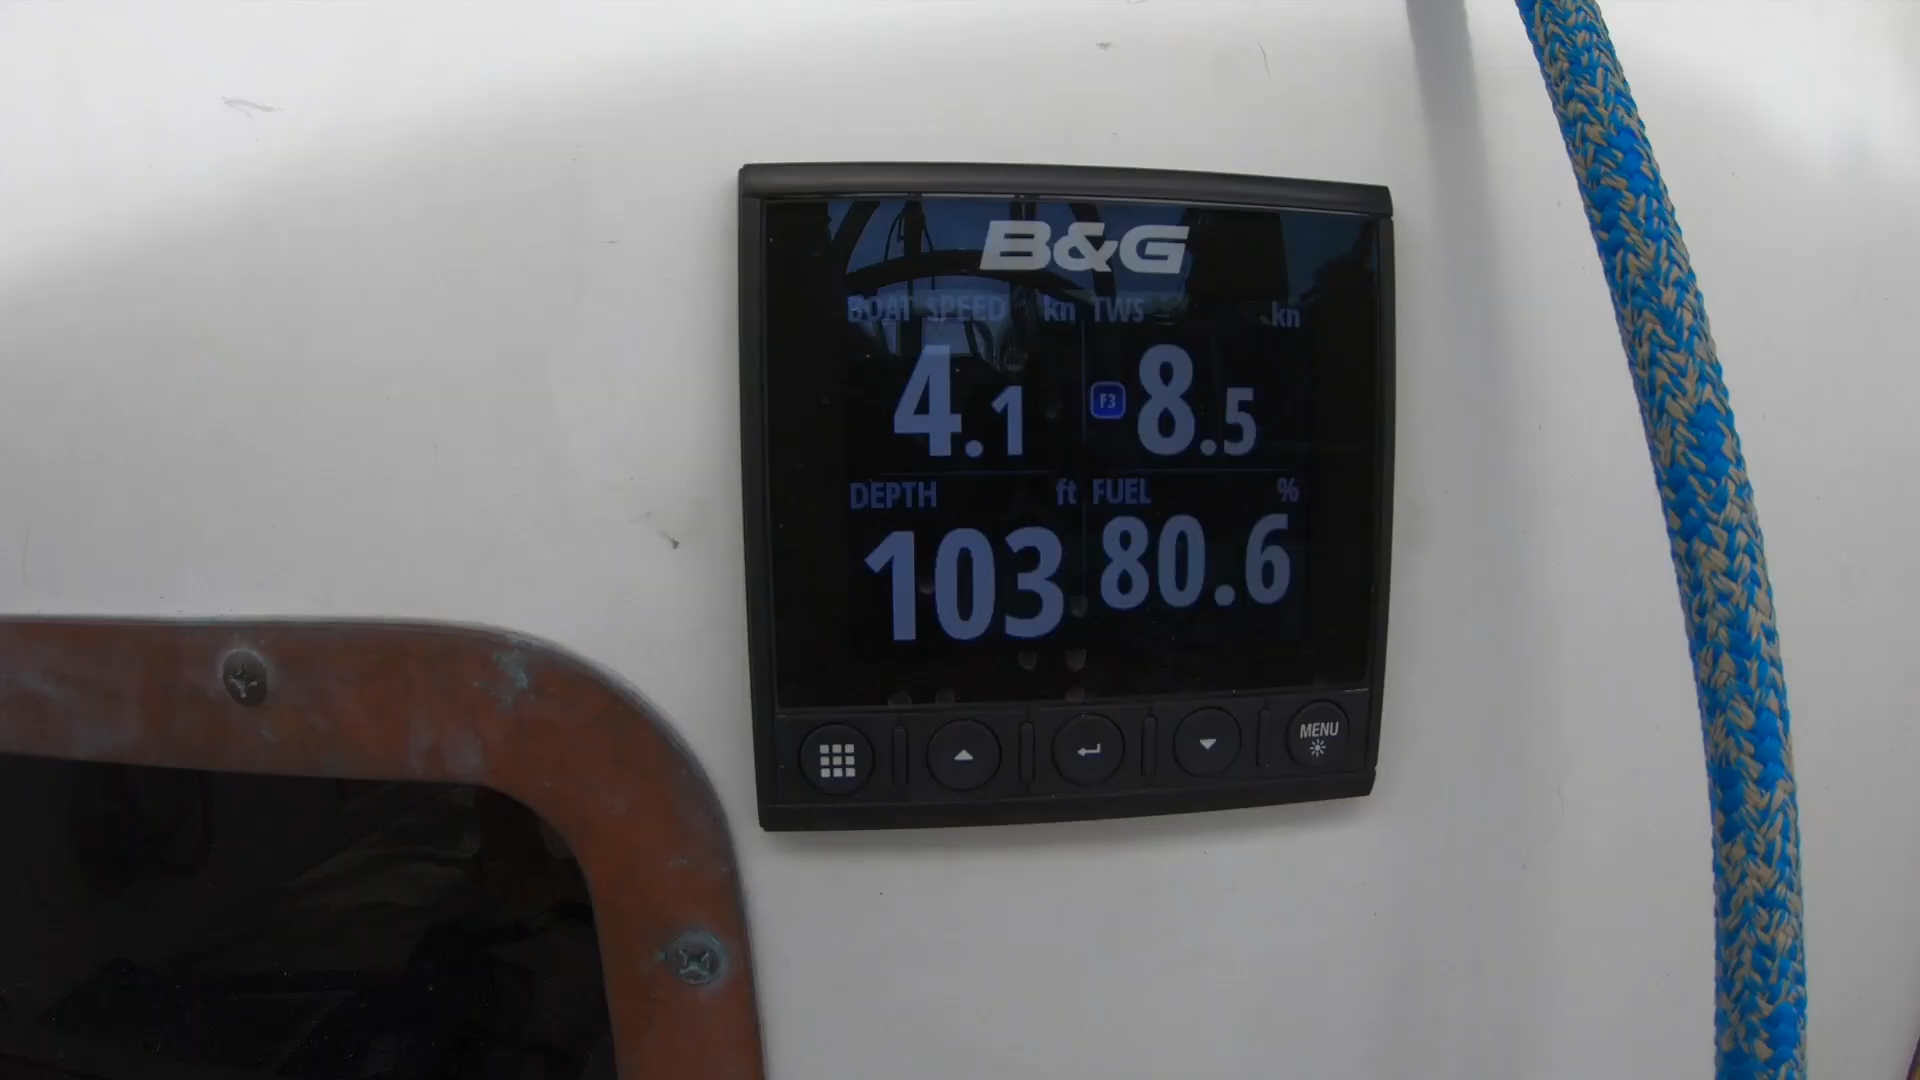 B&G
BOAT SPEED kn TWS kn
4.1 F3 8.5
DEPTH ft FUEL %
103 80.6
MENU